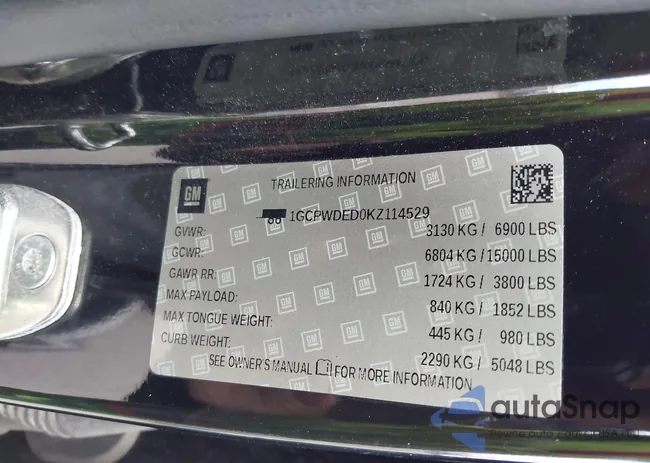 GM
TRAILERING INFORMATION
1GCPWDED0KZ114529
GVWR: 3130 KG / 6900 LBS
GCWR: 6804 KG / 15000 LBS
GAWR RR: 1724 KG / 3800 LBS
MAX PAYLOAD: 840 KG / 1852 LBS
MAX TONGUE WEIGHT: 445 KG / 980 LBS
CURB WEIGHT: 2290 KG / 5048 LBS
SEE OWNER'S MANUAL FOR MORE INFORMATION
autaSnap